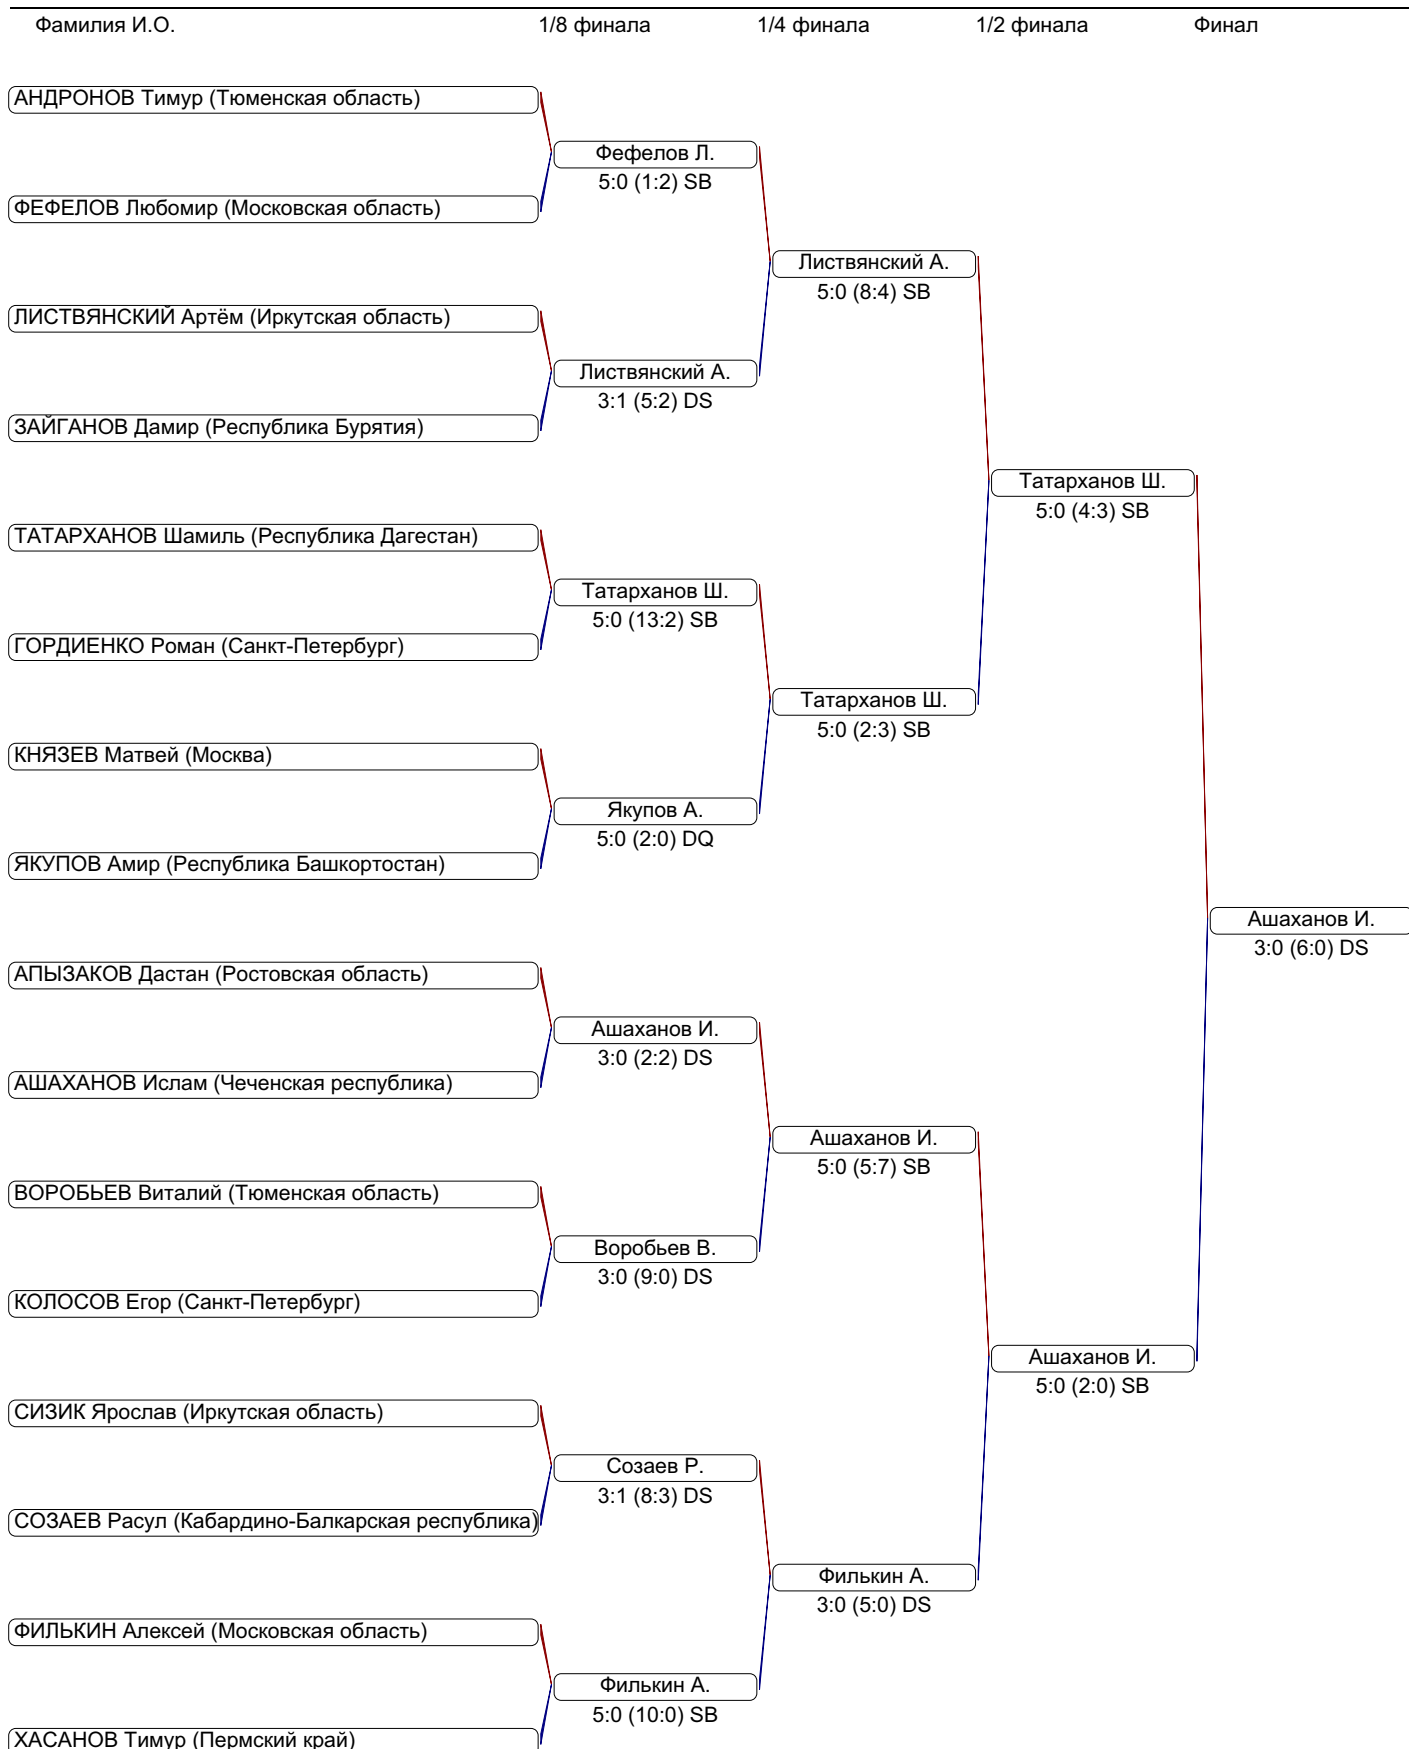 Фамилия И.О. 1/8 финала 1/4 финала 1/2 финала Финал
АНДРОНОВ Тимур (Тюменская область)
Фефелов Л.
5:0 (1:2) SB
ФЕФЕЛОВ Любомир (Московская область)
Листвянский А.
5:0 (8:4) SB
ЛИСТВЯНСКИЙ Артём (Иркутская область)
Листвянский А.
3:1 (5:2) DS
ЗАЙГАНОВ Дамир (Республика Бурятия)
Татарханов Ш.
5:0 (4:3) SB
ТАТАРХАНОВ Шамиль (Республика Дагестан)
Татарханов Ш.
5:0 (13:2) SB
ГОРДИЕНКО Роман (Санкт-Петербург)
Татарханов Ш.
5:0 (2:3) SB
КНЯЗЕВ Матвей (Москва)
Якупов А.
5:0 (2:0) DQ
ЯКУПОВ Амир (Республика Башкортостан)
Ашаханов И.
3:0 (6:0) DS
АПЫЗАКОВ Дастан (Ростовская область)
Ашаханов И.
3:0 (2:2) DS
АШАХАНОВ Ислам (Чеченская республика)
Ашаханов И.
5:0 (5:7) SB
ВОРОБЬЕВ Виталий (Тюменская область)
Воробьев В.
3:0 (9:0) DS
КОЛОСОВ Егор (Санкт-Петербург)
Ашаханов И.
5:0 (2:0) SB
СИЗИК Ярослав (Иркутская область)
Созаев Р.
3:1 (8:3) DS
СОЗАЕВ Расул (Кабардино-Балкарская республика)
Филькин А.
3:0 (5:0) DS
ФИЛЬКИН Алексей (Московская область)
Филькин А.
5:0 (10:0) SB
ХАСАНОВ Тимур (Пермский край)